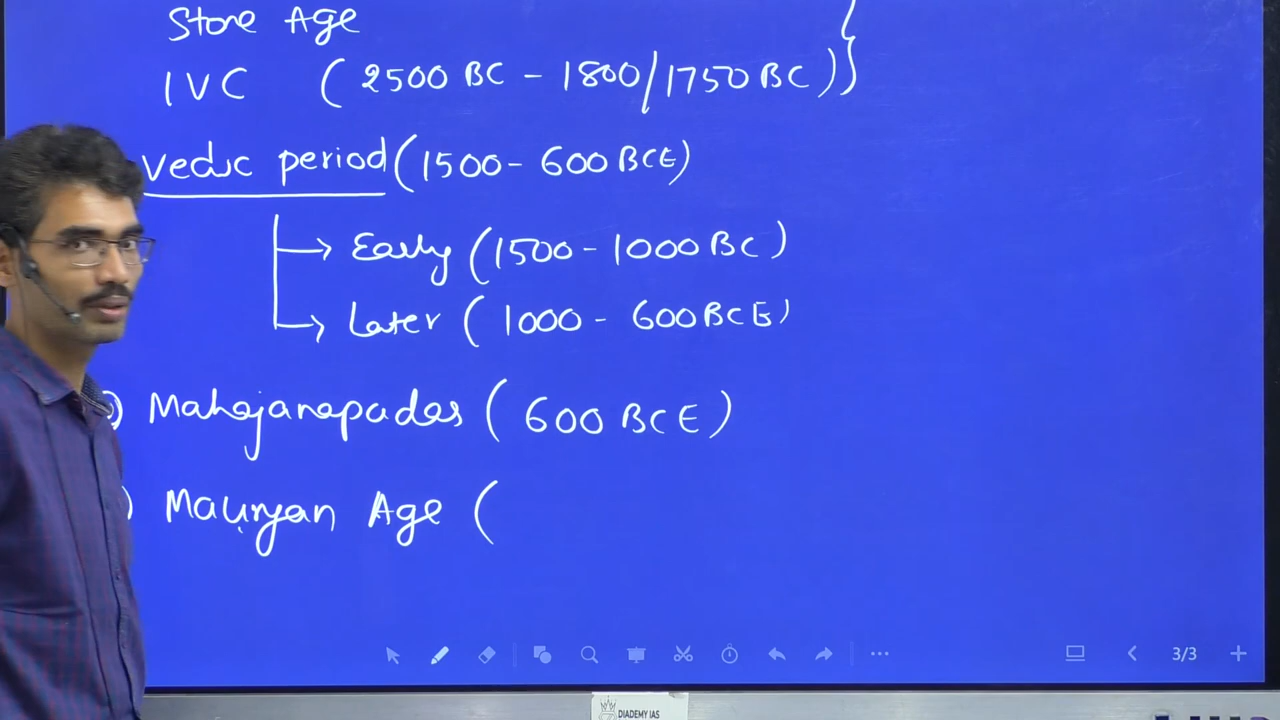 Stone Age
IVC (2500 BC - 1800/1750 BC)}
Vedic period (1500 - 600 BCE)
→ Early (1500 - 1000 BC)
→ Later (1000 - 600 BCE)
) Mahajanapadas (600 BCE)
) Mauryan Age (
3/3
DIADEMY IAS